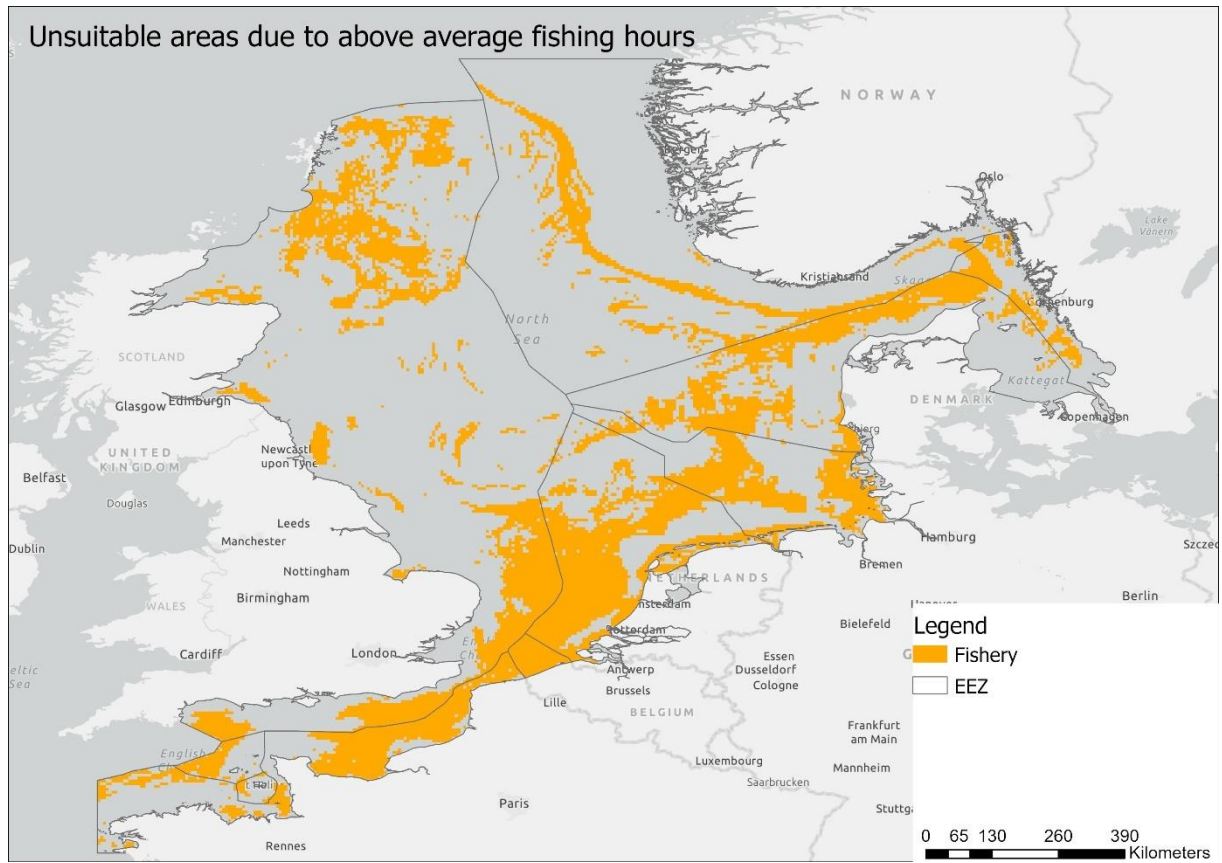 Unsuitable areas due to above average fishing hours
NORWAY
Bergen
Oslo
Lake
Vänern
Kristiansand
North
Sea
SCOTLAND
Glasgow
Edinburgh
Kattegat
DENMARK
Copenhagen
UNITED
KINGDOM
Newcastle
upon Tyne
Belfast
Douglas
Leeds
Dublin
Manchester
Hamburg
Nottingham
Bremen
WALES
Birmingham
NETHERLANDS
Berlin
Cardiff
London
Rotterdam
Bielefeld
Antwerp
Essen
Dusseldorf
Cologne
Brussels
Lille
BELGIUM
English
Frankfurt
am Main
Luxembourg
Mannheim
Saarbrucken
Paris
Rennes
Legend
Fishery
EEZ
0 65 130 260 390
Kilometers